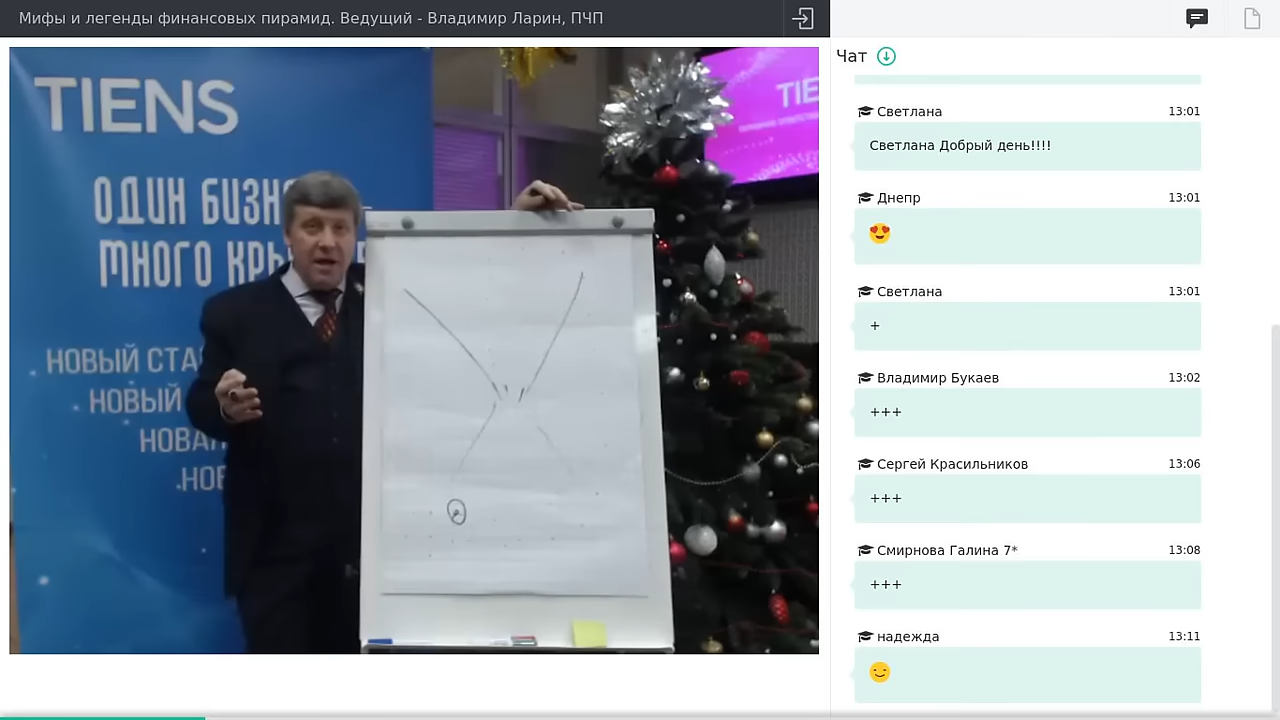 Мифы и легенды финансовых пирамид. Ведущий - Владимир Ларин, ПЧП
TIENS
ОДИН БИЗН
МНОГО КРЫ
НОВЫЙ СТА
НОВЫЙ
НОВАЯ
НОВ
TIE
Чат
Светлана 13:01
Светлана Добрый день!!!!
Днепр 13:01
😍
Светлана 13:01
+
Владимир Букаев 13:02
+++
Сергей Красильников 13:06
+++
Смирнова Галина 7* 13:08
+++
надежда 13:11
😉